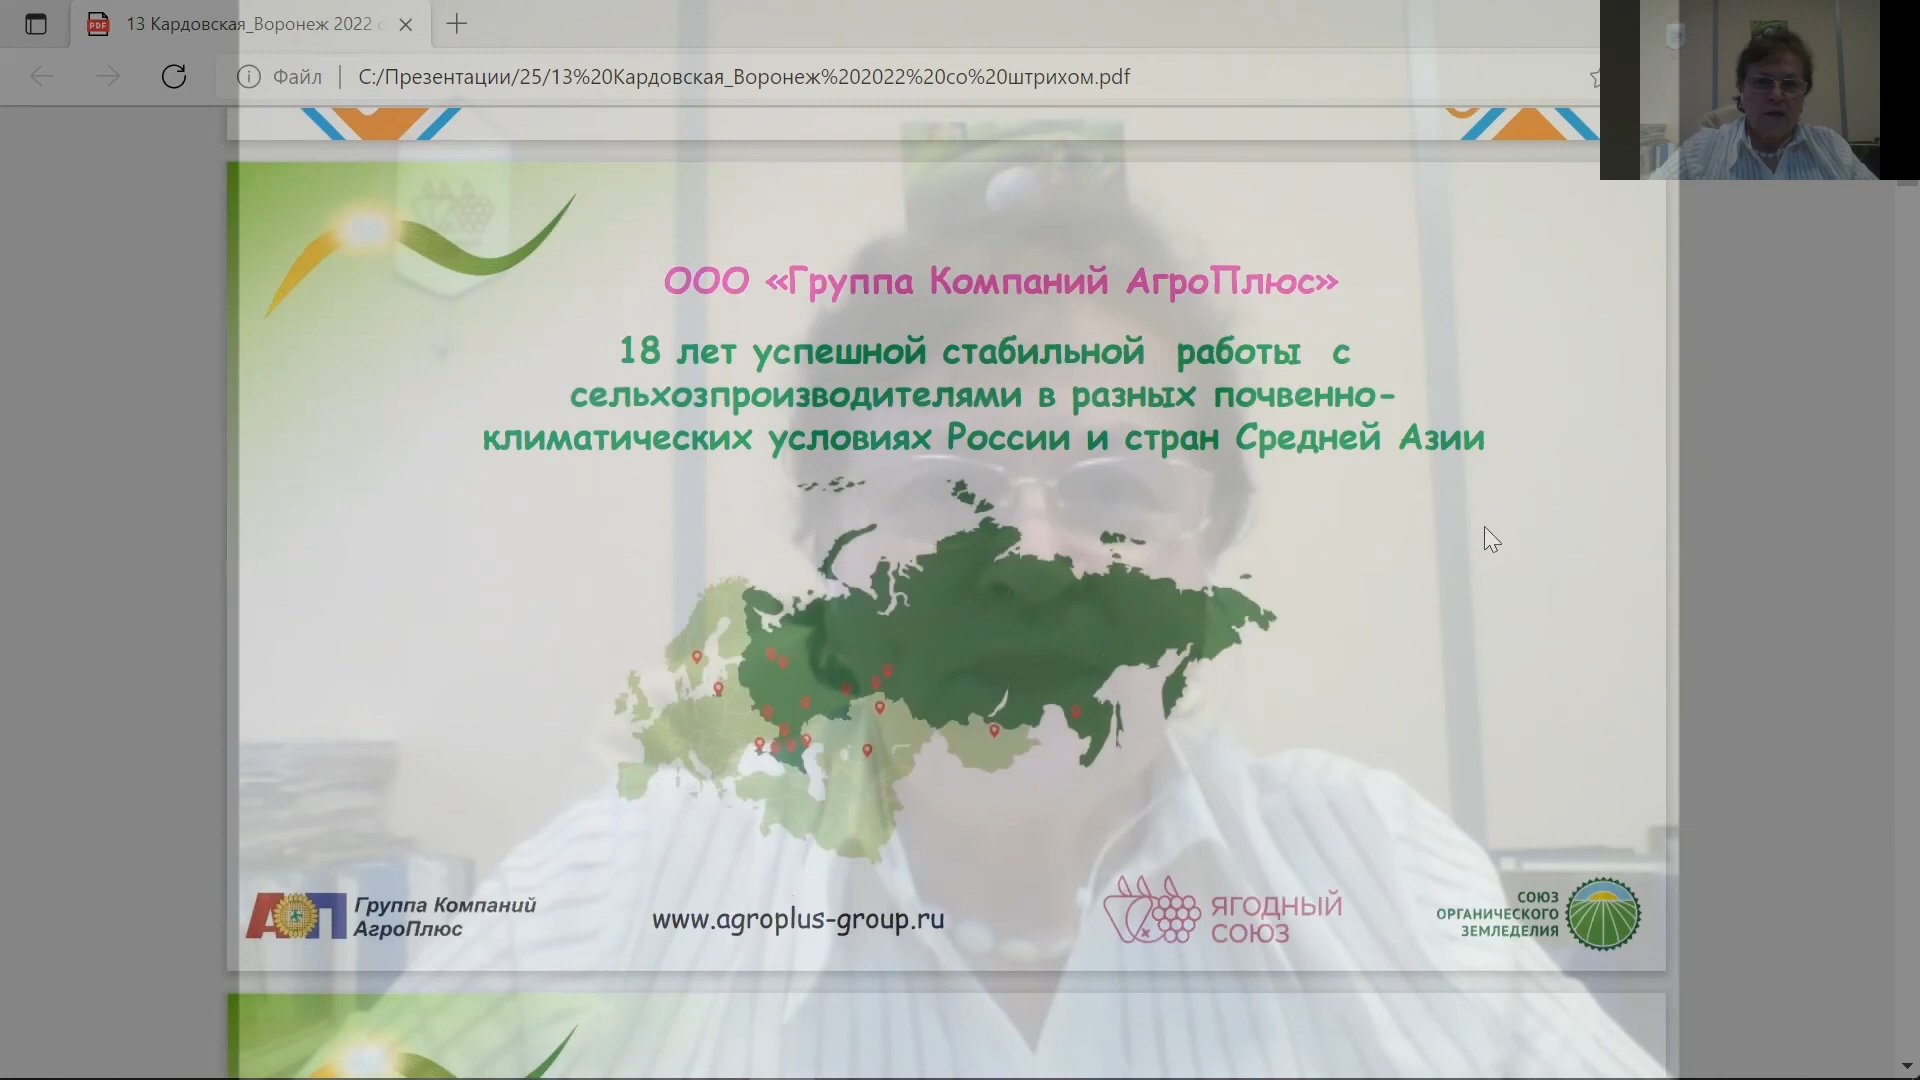 13 Кардовская_Воронеж 2022 с
Файл
C:/Презентации/25/13%20Кардовская_Воронеж%202022%20со%20штрихом.pdf
ООО «Группа Компаний АгроПлюс»
18 лет успешной стабильной работы с
сельхозпроизводителями в разных почвенно-
климатических условиях России и стран Средней Азии
АП
Группа Компаний
АгроПлюс
www.agroplus-group.ru
ЯГОДНЫЙ
СОЮЗ
СОЮЗ
ОРГАНИЧЕСКОГО
ЗЕМЛЕДЕЛИЯ